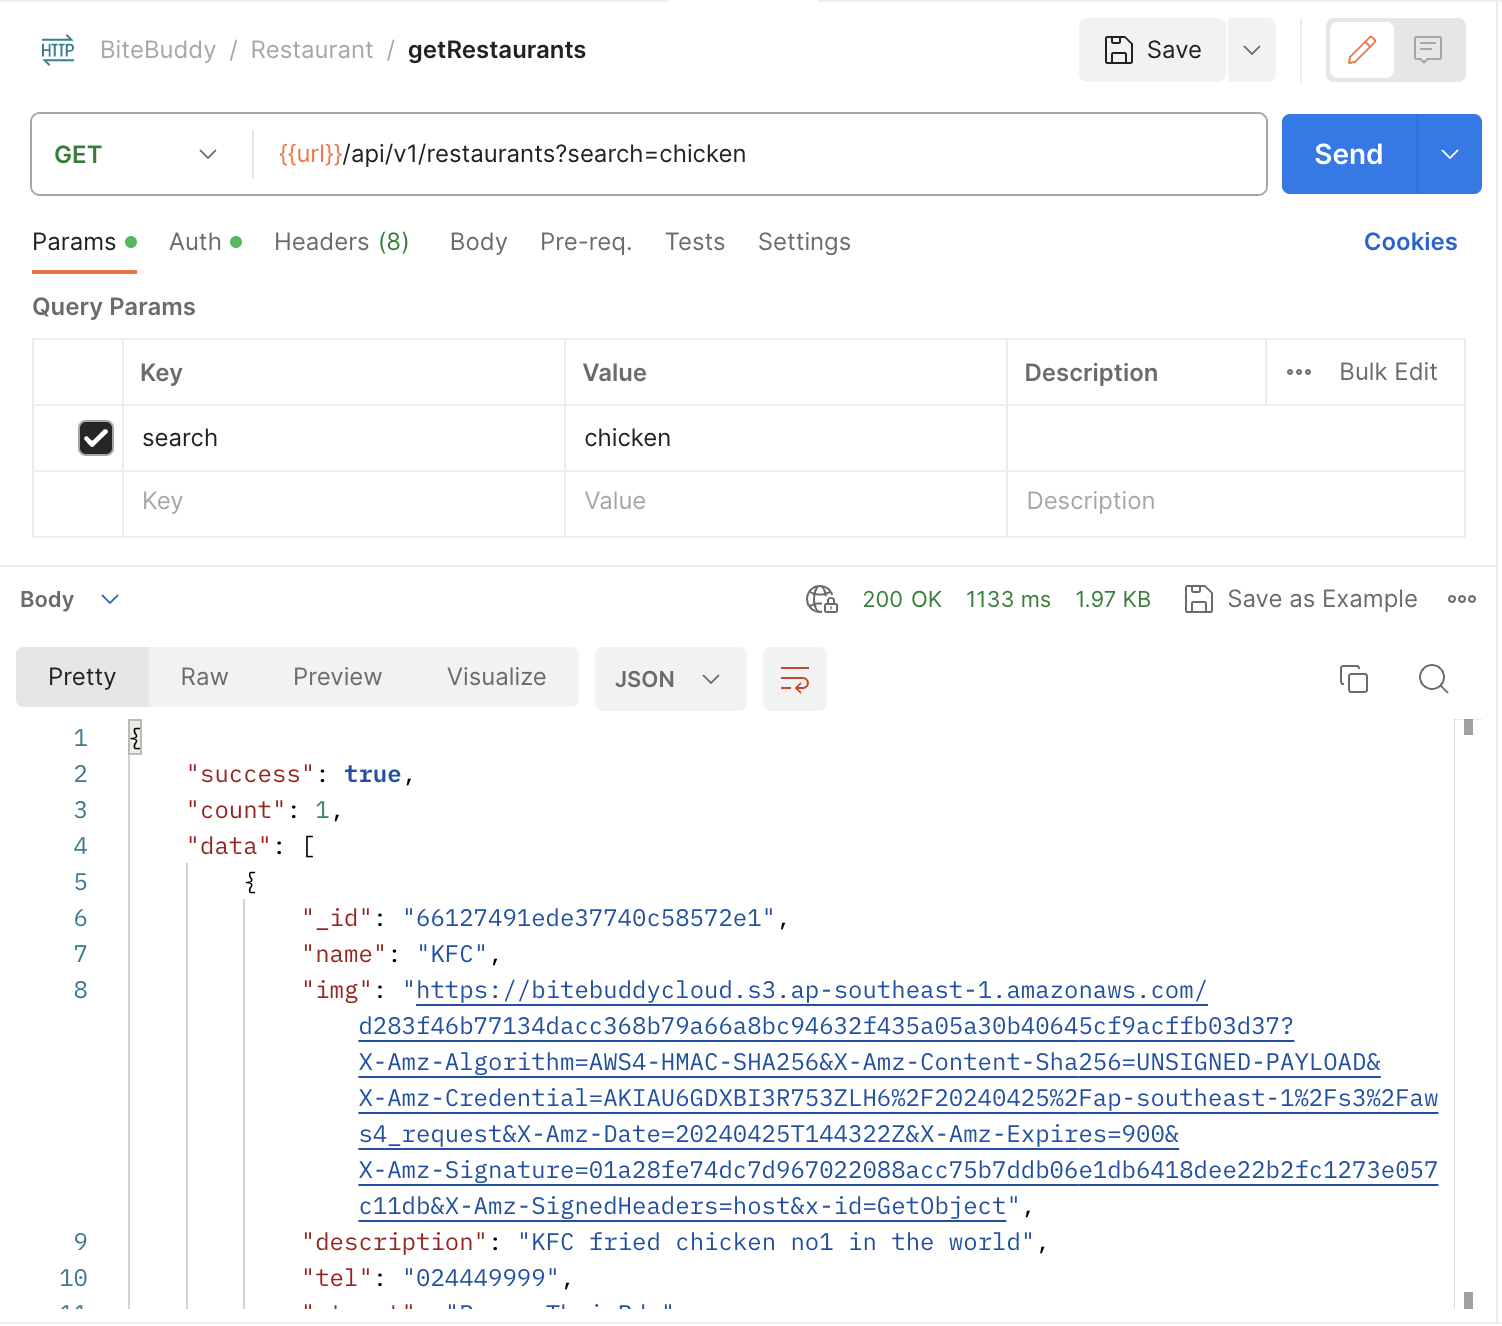 HTTP BiteBuddy / Restaurant / getRestaurants Save
GET {{url}}/api/v1/restaurants?search=chicken Send
Params Auth Headers (8) Body Pre-req. Tests Settings Cookies
Query Params
Key Value Description Bulk Edit
search chicken
Key Value Description
Body 200 OK 1133 ms 1.97 KB Save as Example
Pretty Raw Preview Visualize JSON
1 {
2 "success": true,
3 "count": 1,
4 "data": [
5 {
6 "_id": "66127491ede37740c58572e1",
7 "name": "KFC",
8 "img": "https://bitebuddycloud.s3.ap-southeast-1.amazonaws.com/
d283f46b77134dacc368b79a66a8bc94632f435a05a30b40645cf9acffb03d37?
X-Amz-Algorithm=AWS4-HMAC-SHA256&X-Amz-Content-Sha256=UNSIGNED-PAYLOAD&
X-Amz-Credential=AKIAU6GDXBI3R753ZLH6%2F20240425%2Fap-southeast-1%2Fs3%2Faw
s4_request&X-Amz-Date=20240425T144322Z&X-Amz-Expires=900&
X-Amz-Signature=01a28fe74dc7d967022088acc75b7ddb06e1db6418dee22b2fc1273e057
c11db&X-Amz-SignedHeaders=host&x-id=GetObject",
9 "description": "KFC fried chicken no1 in the world",
10 "tel": "024449999",